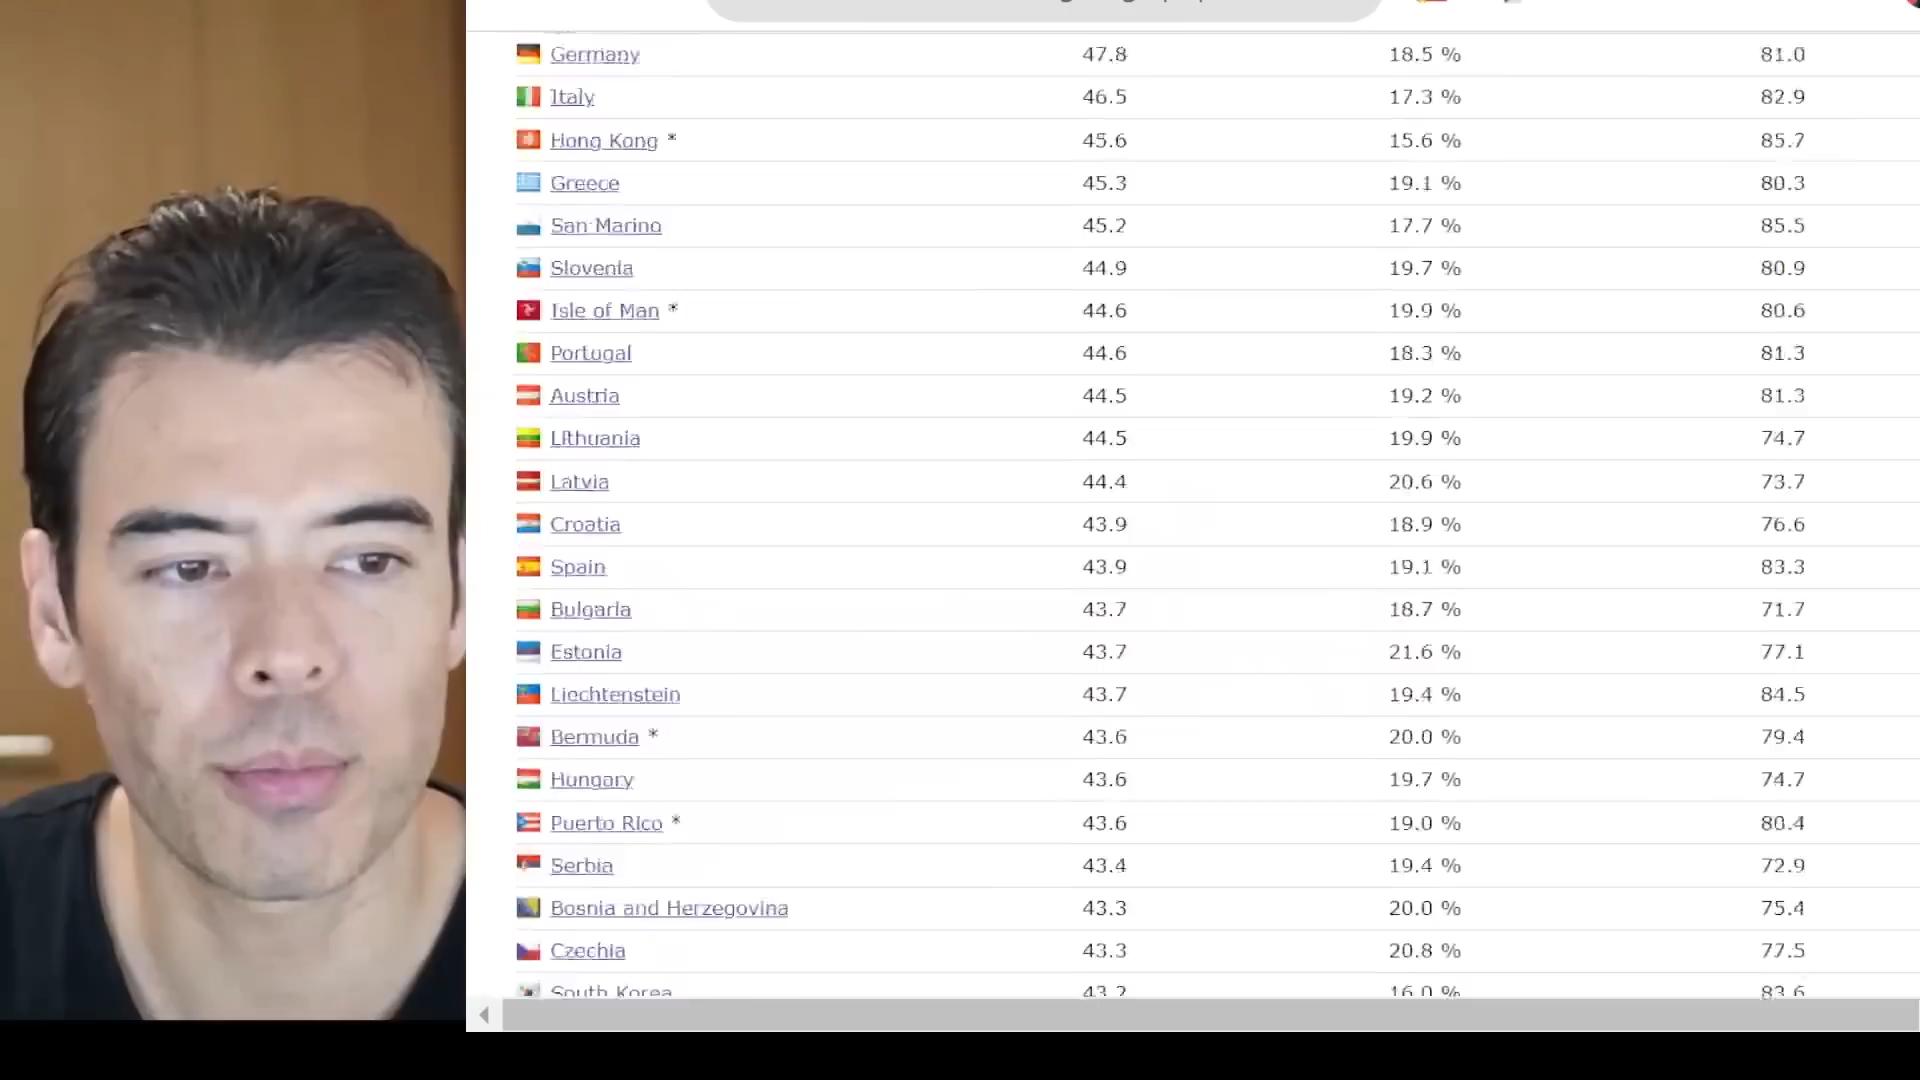 Germany 47.8 18.5 % 81.0
Italy 46.5 17.3 % 82.9
Hong Kong * 45.6 15.6 % 85.7
Greece 45.3 19.1 % 80.3
San Marino 45.2 17.7 % 85.5
Slovenia 44.9 19.7 % 80.9
Isle of Man * 44.6 19.9 % 80.6
Portugal 44.6 18.3 % 81.3
Austria 44.5 19.2 % 81.3
Lithuania 44.5 19.9 % 74.7
Latvia 44.4 20.6 % 73.7
Croatia 43.9 18.9 % 76.6
Spain 43.9 19.1 % 83.3
Bulgaria 43.7 18.7 % 71.7
Estonia 43.7 21.6 % 77.1
Liechtenstein 43.7 19.4 % 84.5
Bermuda * 43.6 20.0 % 79.4
Hungary 43.6 19.7 % 74.7
Puerto Rico * 43.6 19.0 % 80.4
Serbia 43.4 19.4 % 72.9
Bosnia and Herzegovina 43.3 20.0 % 75.4
Czechia 43.3 20.8 % 77.5
South Korea 43.2 16.0 % 83.6